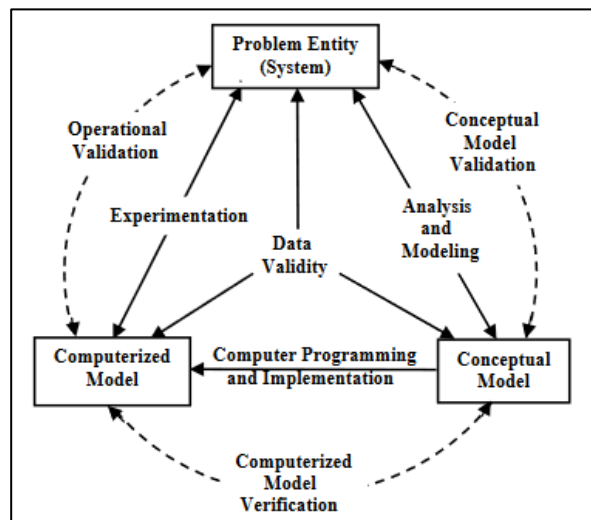 Problem Entity
(System)
Operational
Validation
Conceptual
Model
Validation
Experimentation
Analysis
and
Modeling
Data
Validity
Computerized
Model
Computer Programming
and Implementation
Conceptual
Model
Computerized
Model
Verification